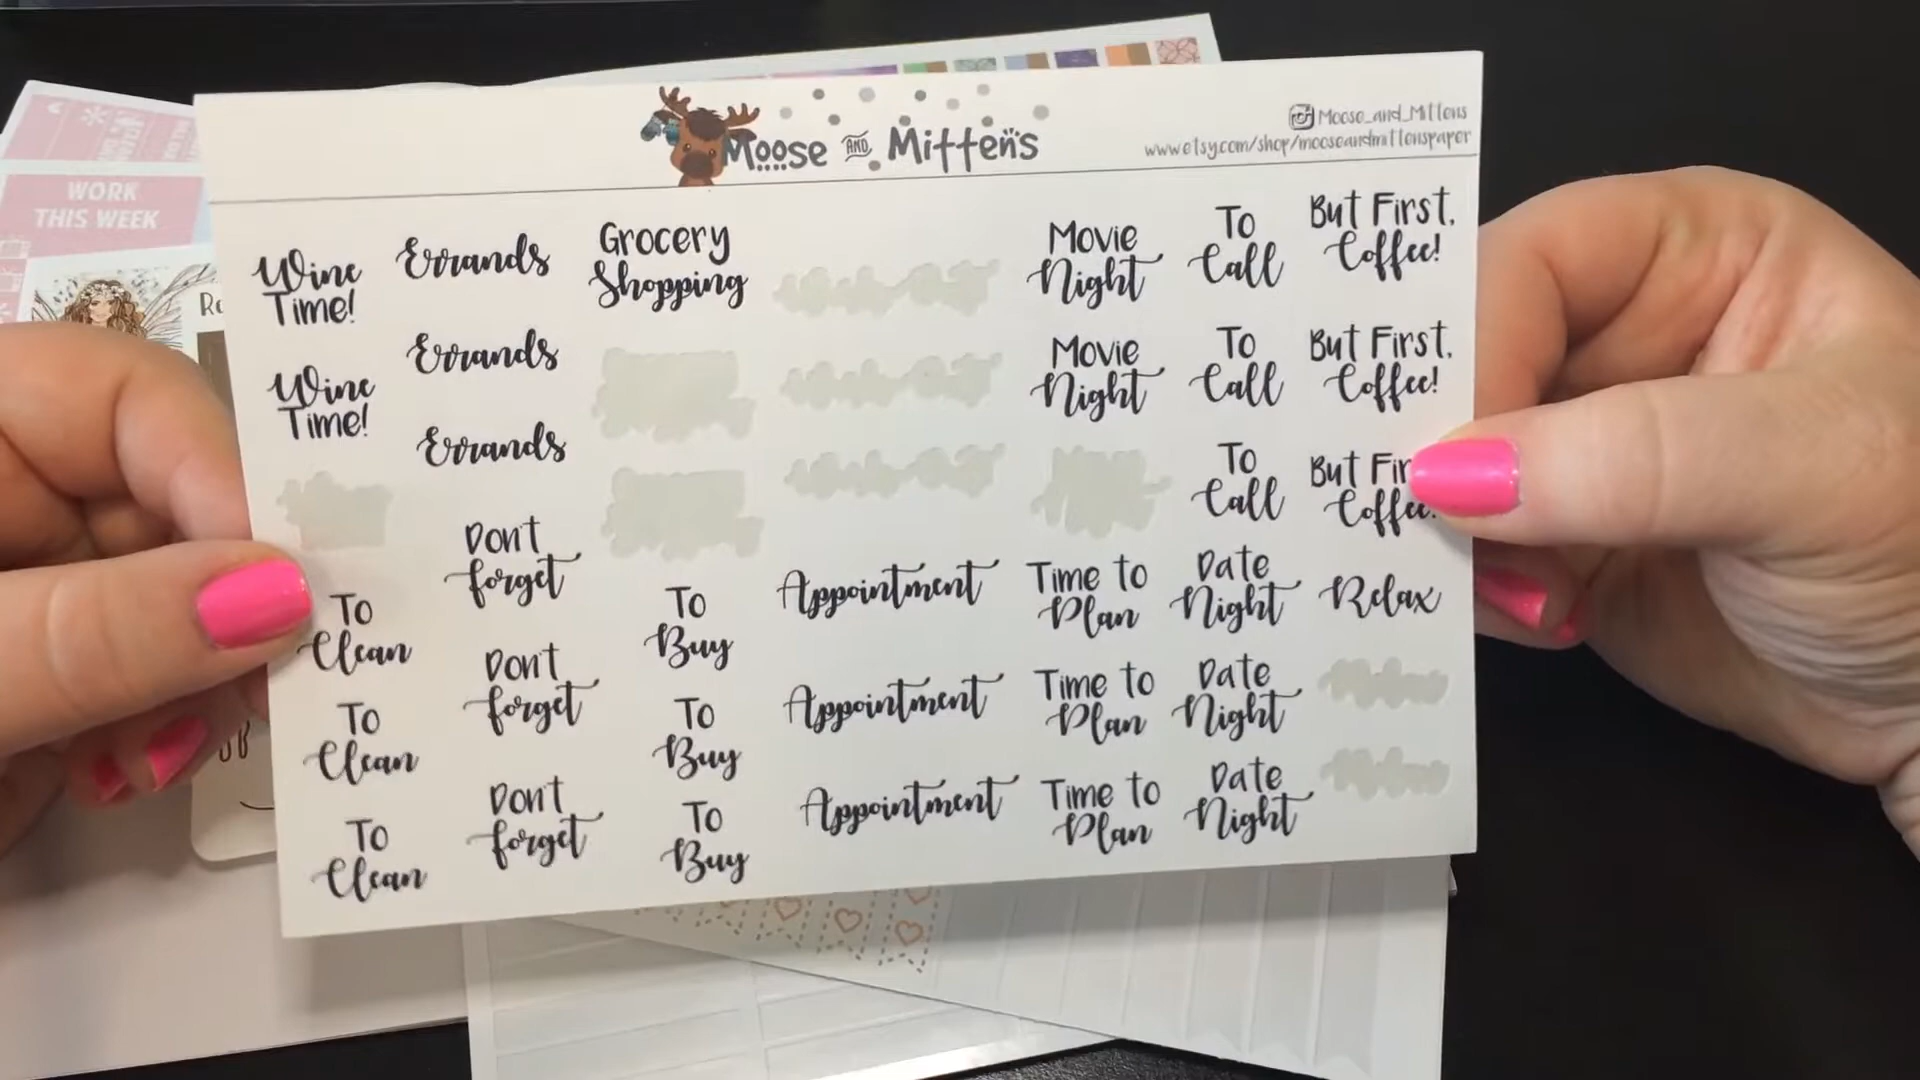 WORK
THIS WEEK
Moose AND Mittens
Moose_and_Mittens
www.etsy.com/shop/mooseandmittenspaper
Wine
Time!
Errands
Grocery
Shopping
Movie
Night
To
Call
But First,
Coffee!
Wine
Time!
Errands
Movie
Night
To
Call
But First,
Coffee!
Errands
To
Call
But Fir
Coffee!
To
Clean
Don't
forget
To
Buy
Appointment
Time to
Plan
Date
Night
Relax
To
Clean
Don't
forget
To
Buy
Appointment
Time to
Plan
Date
Night
To
Clean
Don't
forget
To
Buy
Appointment
Time to
Plan
Date
Night